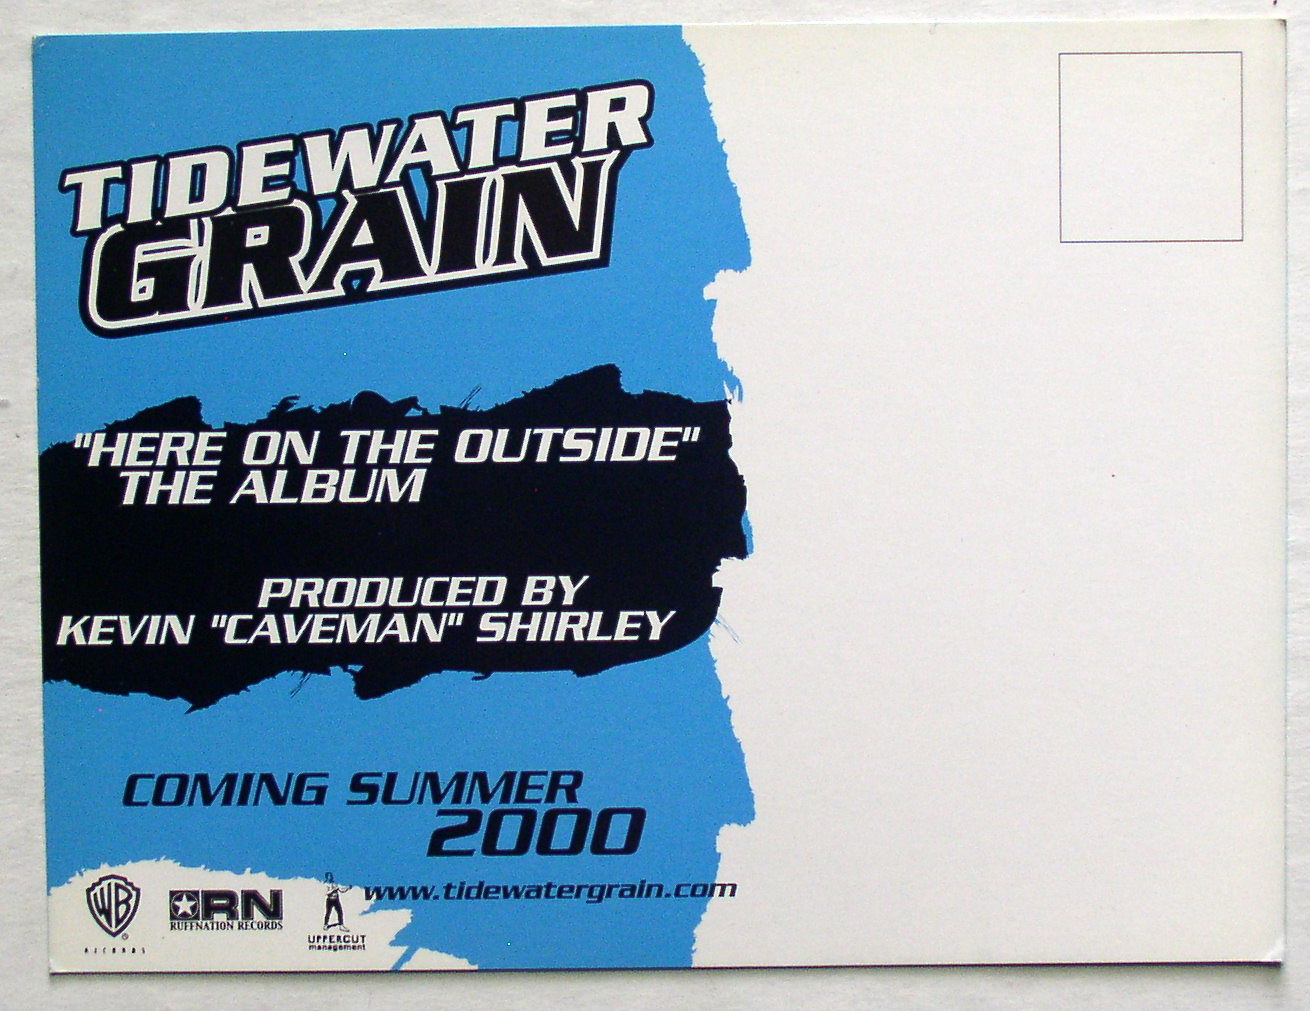 TIDEWATER
GRAIN
"HERE ON THE OUTSIDE"
THE ALBUM
PRODUCED BY
KEVIN "CAVEMAN" SHIRLEY
COMING SUMMER
2000
www.tidewatergrain.com
WB
RECORDS
RN
RUFFNATION RECORDS
UPPERCUT
management